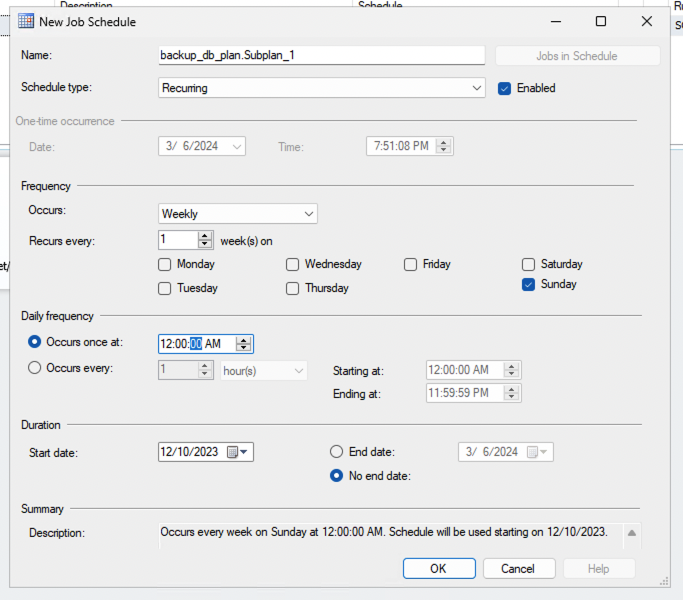 Description Schedule
New Job Schedule
Name: backup_db_plan.Subplan_1 Jobs in Schedule
Schedule type: Recurring Enabled
One-time occurrence
Date: 3/ 6/2024 Time: 7:51:08 PM
Frequency
Occurs: Weekly
Recurs every: 1 week(s) on
Monday Wednesday Friday Saturday
Tuesday Thursday Sunday
Daily frequency
Occurs once at: 12:00:00 AM
Occurs every: 1 hour(s) Starting at: 12:00:00 AM
Ending at: 11:59:59 PM
Duration
Start date: 12/10/2023 End date: 3/ 6/2024
No end date:
Summary
Description: Occurs every week on Sunday at 12:00:00 AM. Schedule will be used starting on 12/10/2023.
OK Cancel Help